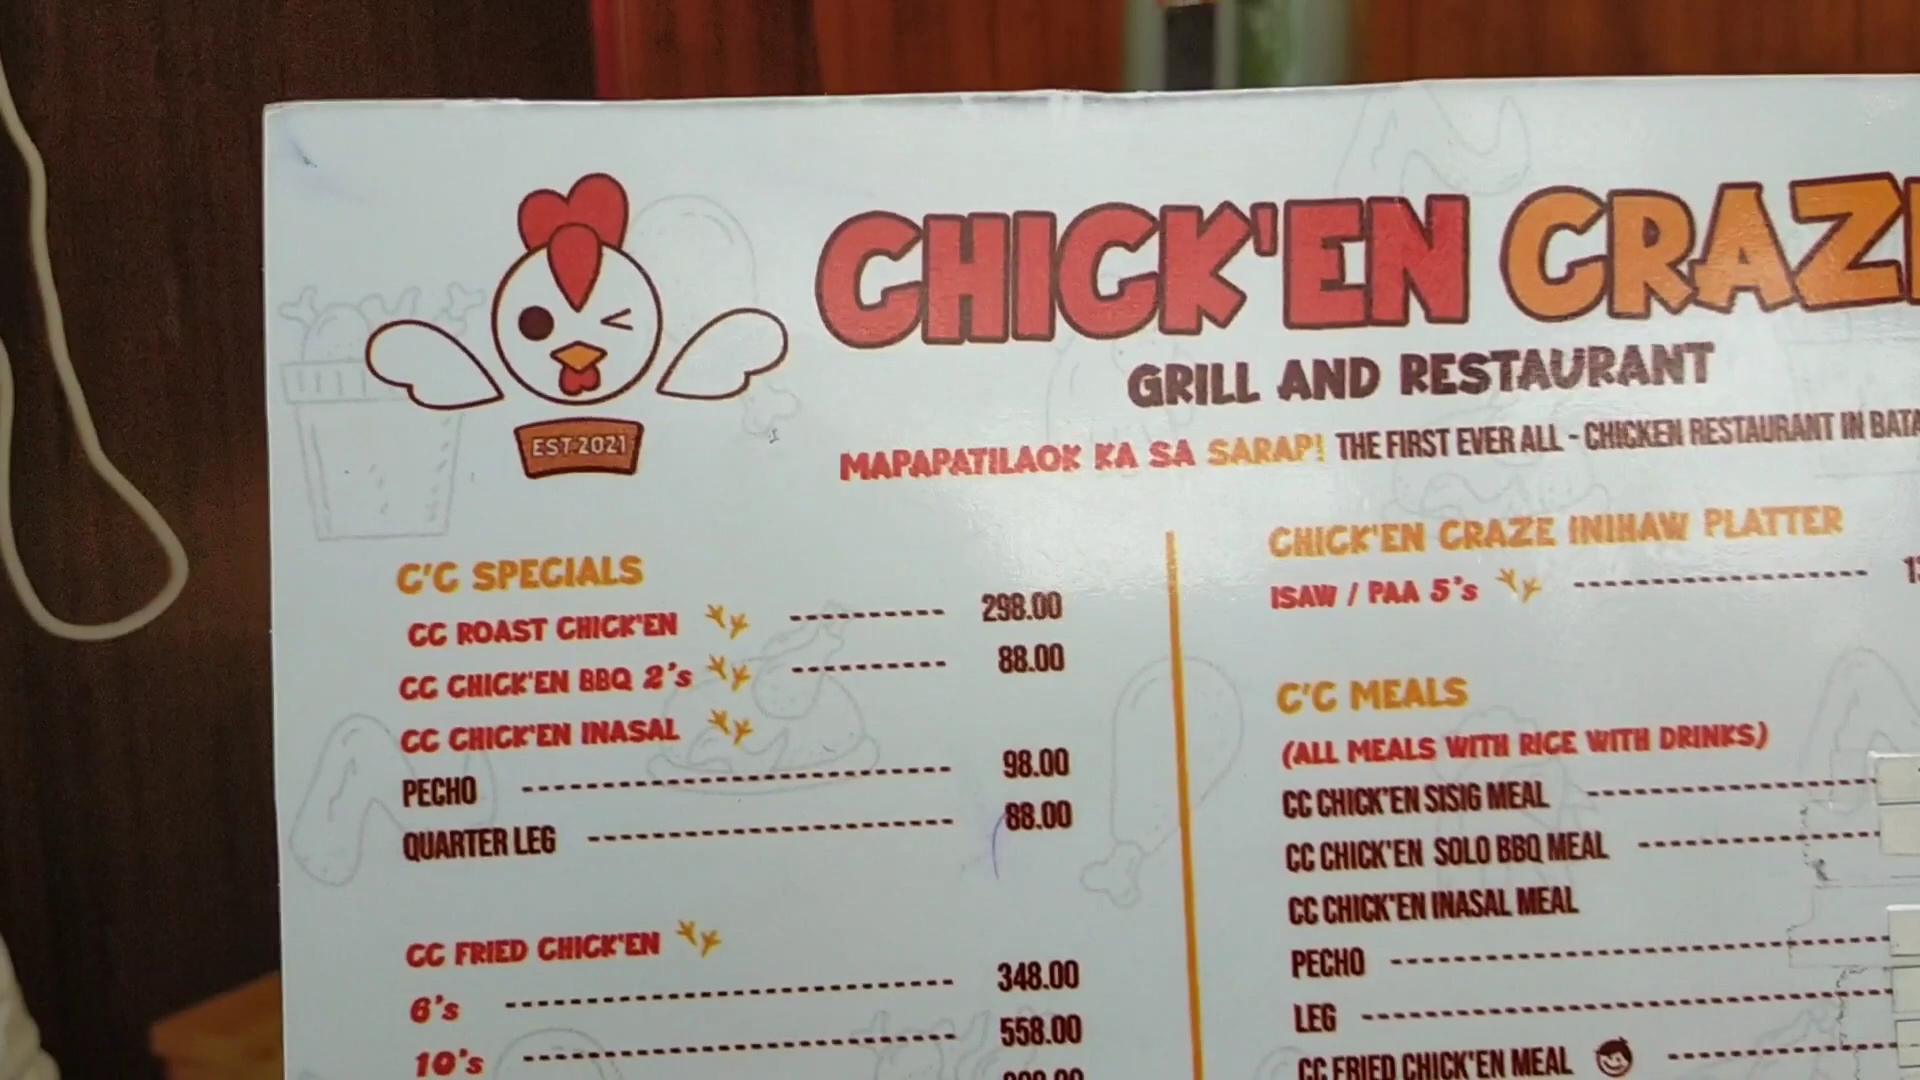 CHICK'EN
GRILL AND RESTAURANT
MAPAPATILAOK KA SA SARAP! THE FIRST EVER ALL - CHICKEN RESTAURANT IN
EST 2021
C'C SPECIALS
CC ROAST CHICK'EN ---------- 298.00
CC CHICK'EN BBQ 2's ---------- 88.00
CC CHICK'EN INASAL
PECHO ---------- 98.00
QUARTER LEG ---------- 88.00
CC FRIED CHICK'EN
6's ---------- 348.00
10's ---------- 558.00
CHICK'EN CRAZE INIHAW PLATTER
ISAW / PAA 5's
C'C MEALS
(ALL MEALS WITH RICE WITH DRINKS)
CC CHICK'EN SISIG MEAL
CC CHICK'EN SOLO BBQ MEAL
CC CHICK'EN INASAL MEAL
PECHO
LEG
CC FRIED CHICK'EN MEAL